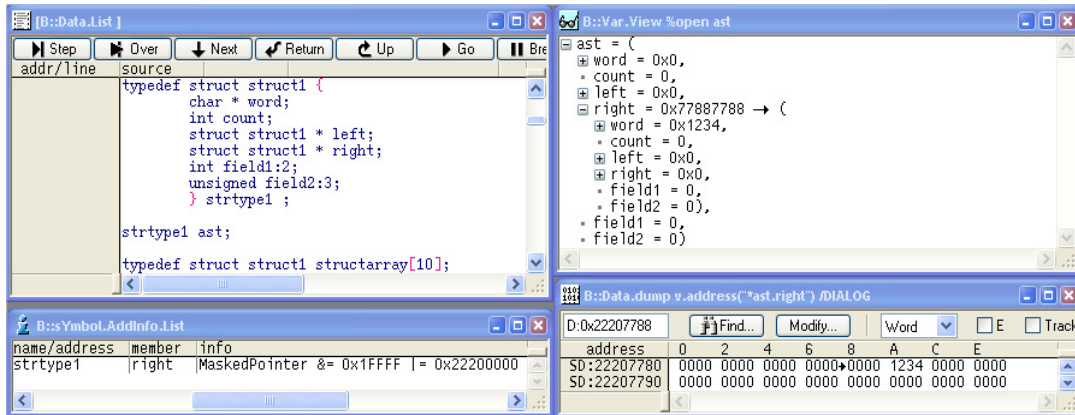 [B::Data.List ]
Step Over Next Return Up Go Bre
addr/line source
typedef struct struct1 {
char * word;
int count;
struct struct1 * left;
struct struct1 * right;
int field1:2;
unsigned field2:3;
} strtype1 ;
strtype1 ast;
typedef struct struct1 structarray[10];
B::Var.View %open ast
ast = (
word = 0x0,
count = 0,
left = 0x0,
right = 0x77887788 → (
word = 0x1234,
count = 0,
left = 0x0,
right = 0x0,
field1 = 0,
field2 = 0),
field1 = 0,
field2 = 0)
B::sYmbol.AddInfo.List
name/address member info
strtype1 right MaskedPointer &= 0x1FFFF |= 0x22200000
B::Data.dump v.address("*ast.right") /DIALOG
D:0x22207788 Find... Modify... Word E Track
address 0 2 4 6 8 A C E
SD:22207780 0000 0000 0000 0000 0000 1234 0000 0000
SD:22207790 0000 0000 0000 0000 0000 0000 0000 0000